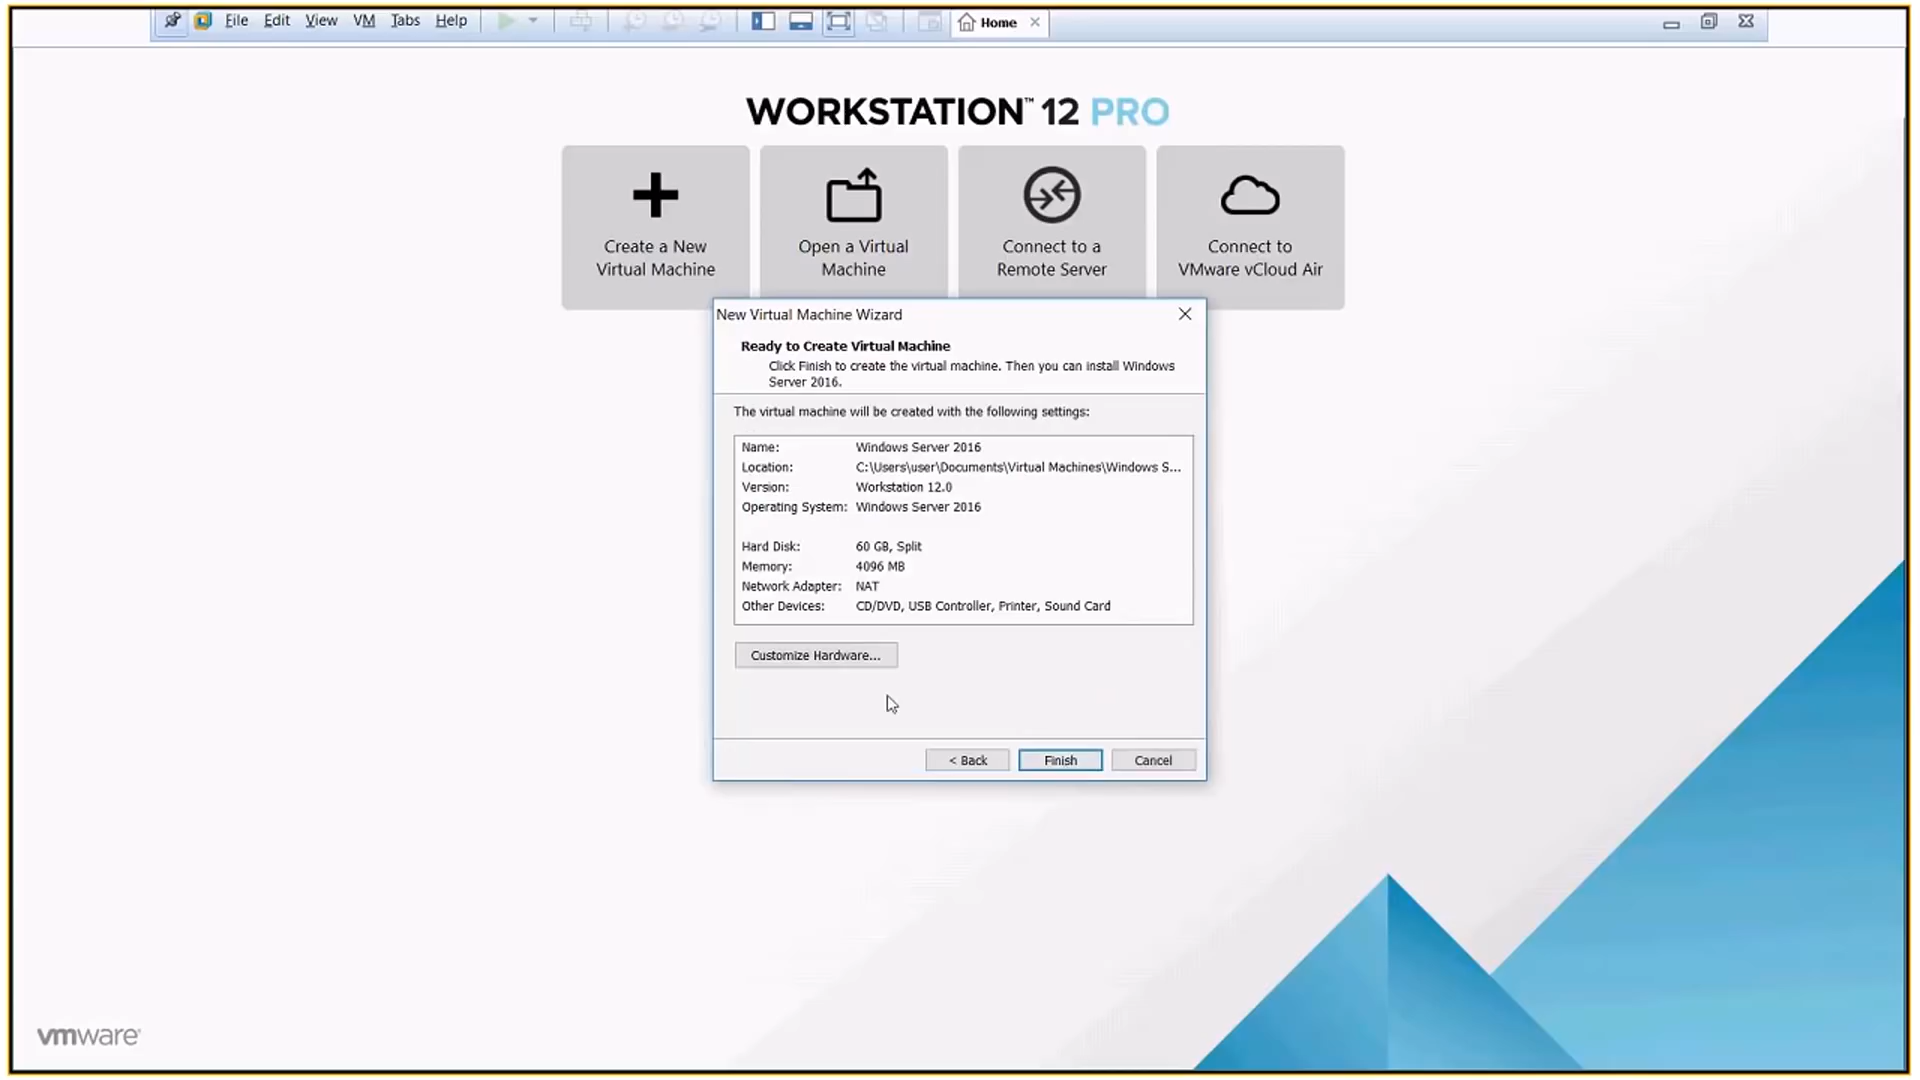 File Edit View VM Tabs Help Home
WORKSTATION™ 12 PRO
Create a New
Virtual Machine
Open a Virtual
Machine
Connect to a
Remote Server
Connect to
VMware vCloud Air
New Virtual Machine Wizard
Ready to Create Virtual Machine
Click Finish to create the virtual machine. Then you can install Windows
Server 2016.
The virtual machine will be created with the following settings:
Name: Windows Server 2016
Location: C:\Users\user\Documents\Virtual Machines\Windows S...
Version: Workstation 12.0
Operating System: Windows Server 2016
Hard Disk: 60 GB, Split
Memory: 4096 MB
Network Adapter: NAT
Other Devices: CD/DVD, USB Controller, Printer, Sound Card
Customize Hardware...
< Back Finish Cancel
vmware